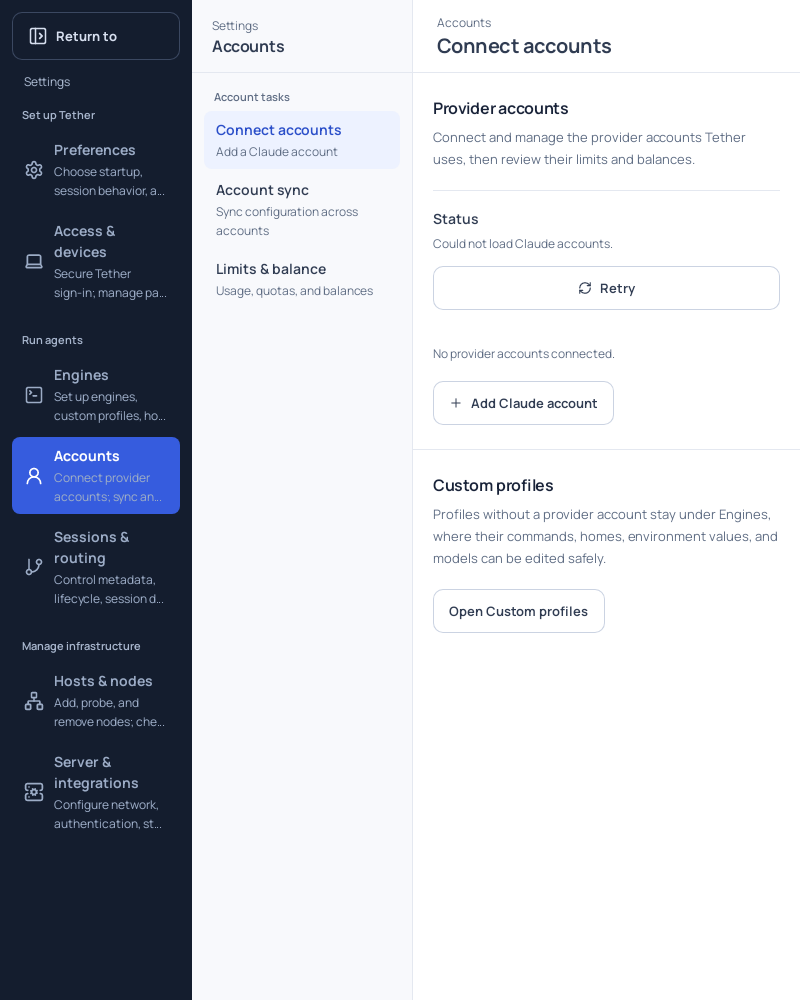 Return to
Settings
Set up Tether
Preferences
Choose startup,
session behavior, a...
Access &
devices
Secure Tether
sign-in; manage pa...
Run agents
Engines
Set up engines,
custom profiles, ho...
Accounts
Connect provider
accounts; sync an...
Sessions &
routing
Control metadata,
lifecycle, session d...
Manage infrastructure
Hosts & nodes
Add, probe, and
remove nodes; che...
Server &
integrations
Configure network,
authentication, st...
Settings
Accounts
Account tasks
Connect accounts
Add a Claude account
Account sync
Sync configuration across
accounts
Limits & balance
Usage, quotas, and balances
Accounts
Connect accounts
Provider accounts
Connect and manage the provider accounts Tether
uses, then review their limits and balances.
Status
Could not load Claude accounts.
Retry
No provider accounts connected.
Add Claude account
Custom profiles
Profiles without a provider account stay under Engines,
where their commands, homes, environment values, and
models can be edited safely.
Open Custom profiles